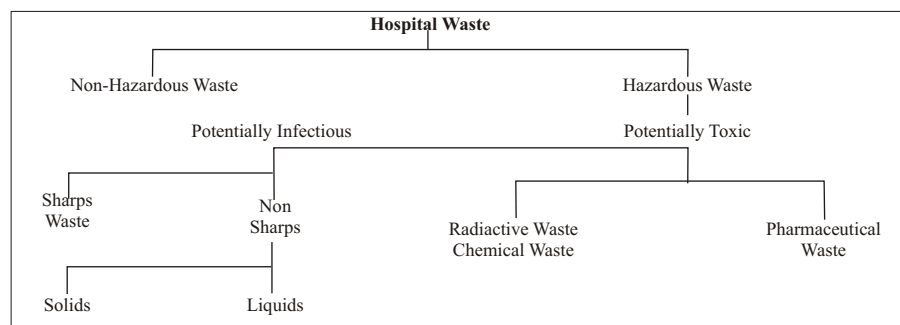 Hospital Waste
Non-Hazardous Waste
Hazardous Waste
Potentially Infectious
Potentially Toxic
Sharps
Waste
Non
Sharps
Radiactive Waste
Chemical Waste
Pharmaceutical
Waste
Solids
Liquids